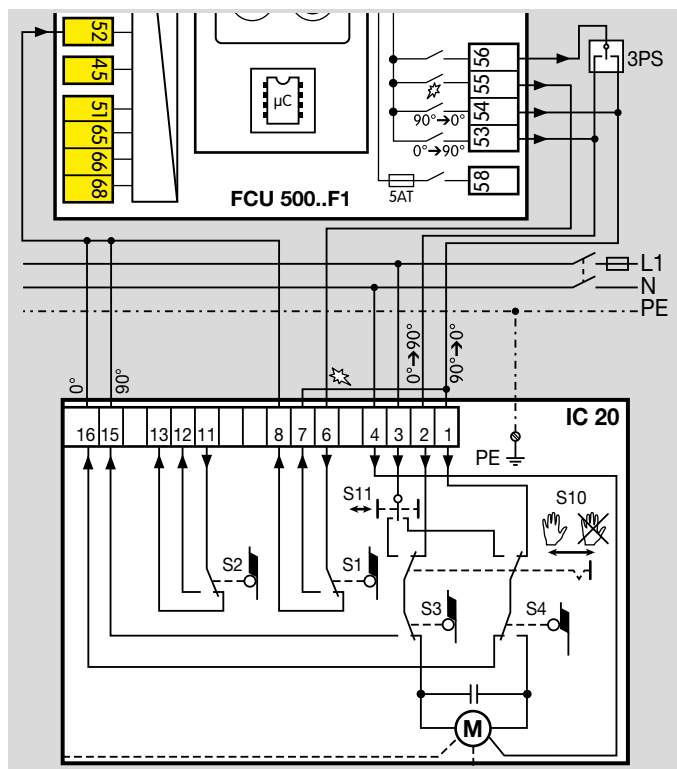 52
45
51
65
66
68
µC
FCU 500..F1
56
55
54
53
58
90°→0°
0°→90°
5AT
3PS
L1
N
PE
0°
90°
0°→90°
90°→0°
IC 20
16 15 13 12 11 8 7 6 4 3 2 1
PE
S11
S10
S2
S1
S3
S4
M